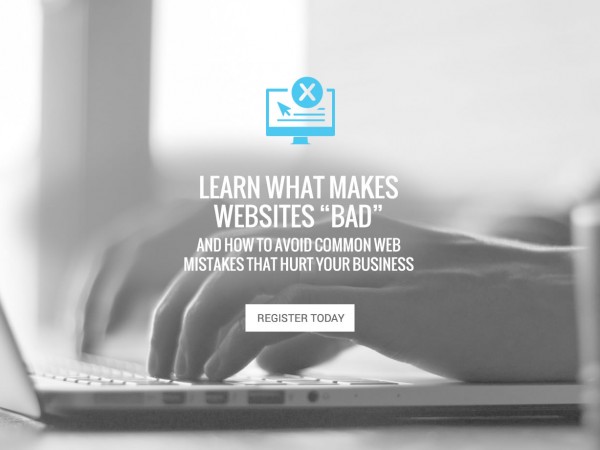 LEARN WHAT MAKES
WEBSITES “BAD”
AND HOW TO AVOID COMMON WEB
MISTAKES THAT HURT YOUR BUSINESS
REGISTER TODAY